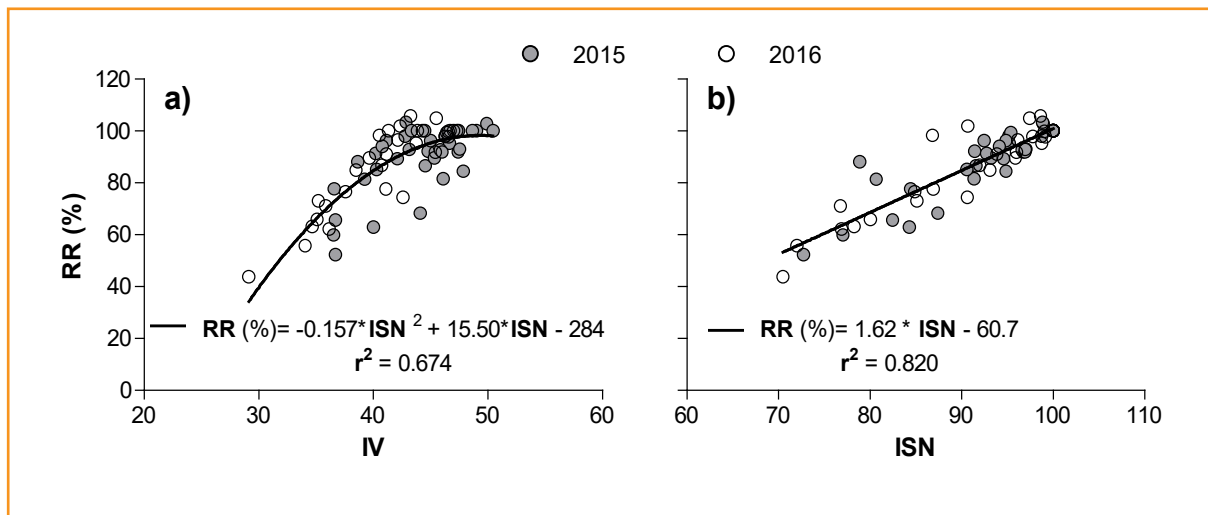 2015 2016
a)
RR (%)
120
100
80
60
40
20
0
RR (%)= -0.157*ISN ² + 15.50*ISN - 284
r² = 0.674
20 30 40 50 60
IV
b)
RR (%)= 1.62 * ISN - 60.7
r² = 0.820
60 70 80 90 100 110
ISN